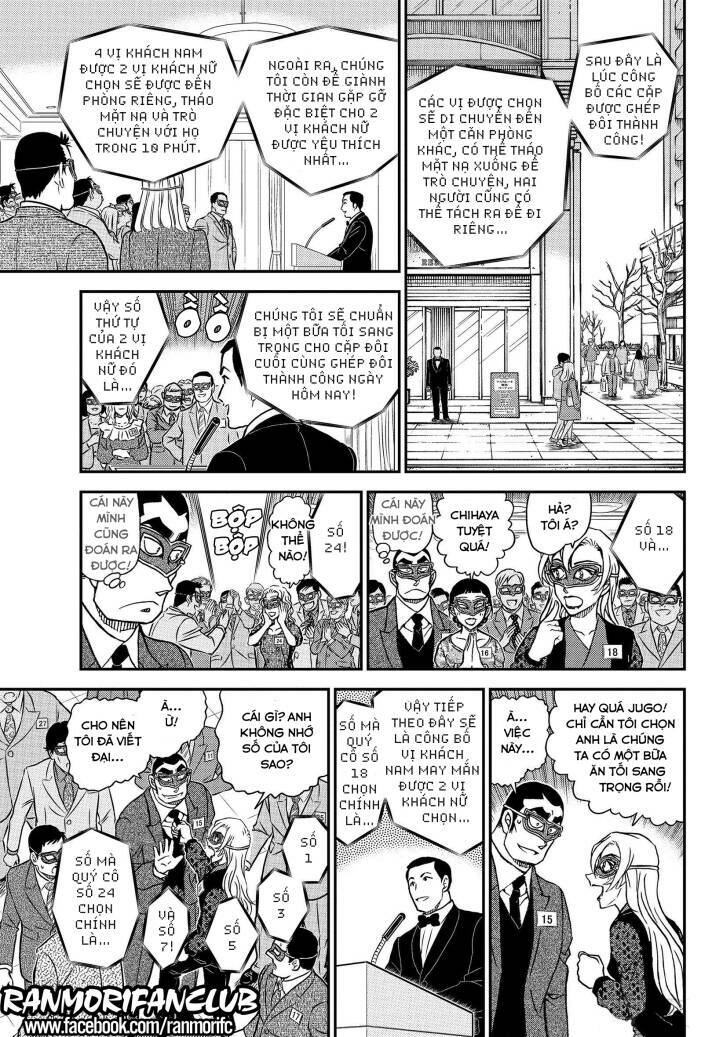 SAU ĐÂY LÀ
LÚC CÔNG
BỐ CÁC CẶP
ĐƯỢC GHÉP
ĐÔI THÀNH
CÔNG!
CÁC VỊ ĐƯỢC CHỌN
SẼ DI CHUYỂN ĐẾN
MỘT CĂN PHÒNG
KHÁC, CÓ THỂ THÁO
MẶT NẠ XUỐNG ĐỂ
TRÒ CHUYỆN, HAI
NGƯỜI CŨNG CÓ
THỂ TÁCH RA ĐỂ ĐI
RIÊNG...
NGOÀI RA, CHÚNG
TÔI CÒN ĐỂ GIÀNH
THỜI GIAN GẶP GỠ
ĐẶC BIỆT CHO 2
VỊ KHÁCH NỮ
ĐƯỢC YÊU THÍCH
NHẤT...
4 VỊ KHÁCH NAM
ĐƯỢC 2 VỊ KHÁCH NỮ
CHỌN SẼ ĐƯỢC ĐẾN
PHÒNG RIÊNG, THÁO
MẶT NẠ VÀ TRÒ
CHUYỆN VỚI HỌ
TRONG 10 PHÚT.
CHÚNG TÔI SẼ CHUẨN
BỊ MỘT BỮA TỐI SANG
TRỌNG CHO CẶP ĐÔI
CUỐI CÙNG GHÉP ĐÔI
THÀNH CÔNG NGÀY
HÔM NAY!
Ồ Ồ
VẬY SỐ
THỨ TỰ
CỦA 2 VỊ
KHÁCH
NỮ ĐÓ
LÀ...
SỐ 18
VÀ...
HẢ?
TÔI Á?
CHIHAYA
TUYỆT
QUÁ!
CÁI NÀY
MÌNH ĐOÁN
ĐƯỢC!
16
18
SỐ
24!
KHÔNG
THỂ
NÀO!
BỘP
BỘP
CÁI NÀY
MÌNH
CŨNG
ĐOÁN RA
ĐƯỢC!
24
HAY QUÁ JUGO!
CHỈ CẦN TÔI CHỌN
ANH LÀ CHÚNG
TA CÓ MỘT BỮA
ĂN TỐI SANG
TRỌNG RỒI!
À...
VIỆC
NÀY...
15
VẬY TIẾP
THEO ĐÂY SẼ
LÀ CÔNG BỐ
VỊ KHÁCH
NAM MAY MẮN
ĐƯỢC 2 VỊ
KHÁCH NỮ
CHỌN...
SỐ MÀ
QUÝ
CÔ SỐ
18
CHỌN
CHÍNH
LÀ...
CÁI GÌ? ANH
KHÔNG NHỚ
SỐ CỦA TÔI
SAO?
À...
Ừ!
CHO NÊN
TÔI ĐÃ VIẾT
ĐẠI...
27
15
SỐ
1
SỐ
3
SỐ
5
VÀ
SỐ
7!
SỐ MÀ
QUÝ CÔ
SỐ 24
CHỌN
CHÍNH
LÀ...
17
RANMORIFANCLUB
www.facebook.com/ranmorifc